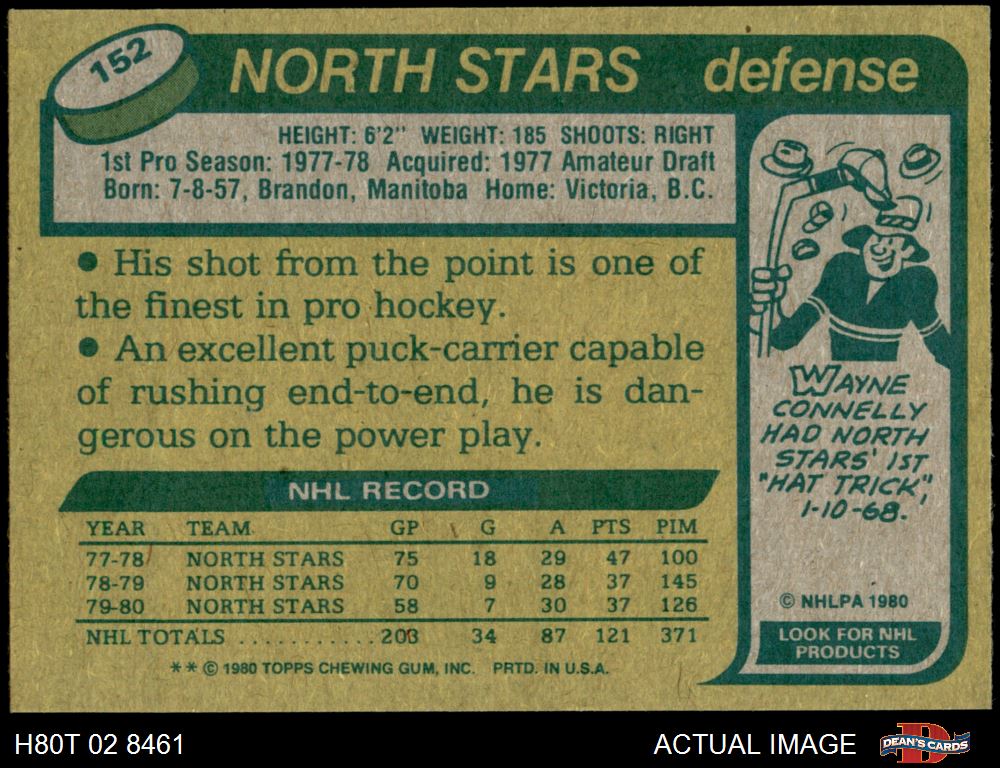 152
NORTH STARS defense
HEIGHT: 6'2" WEIGHT: 185 SHOOTS: RIGHT
1st Pro Season: 1977-78 Acquired: 1977 Amateur Draft
Born: 7-8-57, Brandon, Manitoba Home: Victoria, B.C.
● His shot from the point is one of
the finest in pro hockey.
● An excellent puck-carrier capable
of rushing end-to-end, he is dan-
gerous on the power play.
NHL RECORD
YEAR TEAM GP G A PTS PIM
77-78 NORTH STARS 75 18 29 47 100
78-79 NORTH STARS 70 9 28 37 145
79-80 NORTH STARS 58 7 30 37 126
NHL TOTALS ........... 203 34 87 121 371
** © 1980 TOPPS CHEWING GUM, INC. PRTD. IN U.S.A.
WAYNE
CONNELLY
HAD NORTH
STARS' 1ST
"HAT TRICK",
1-10-68.
© NHLPA 1980
LOOK FOR NHL
PRODUCTS
H80T 02 8461
ACTUAL IMAGE
DEAN'S CARDS